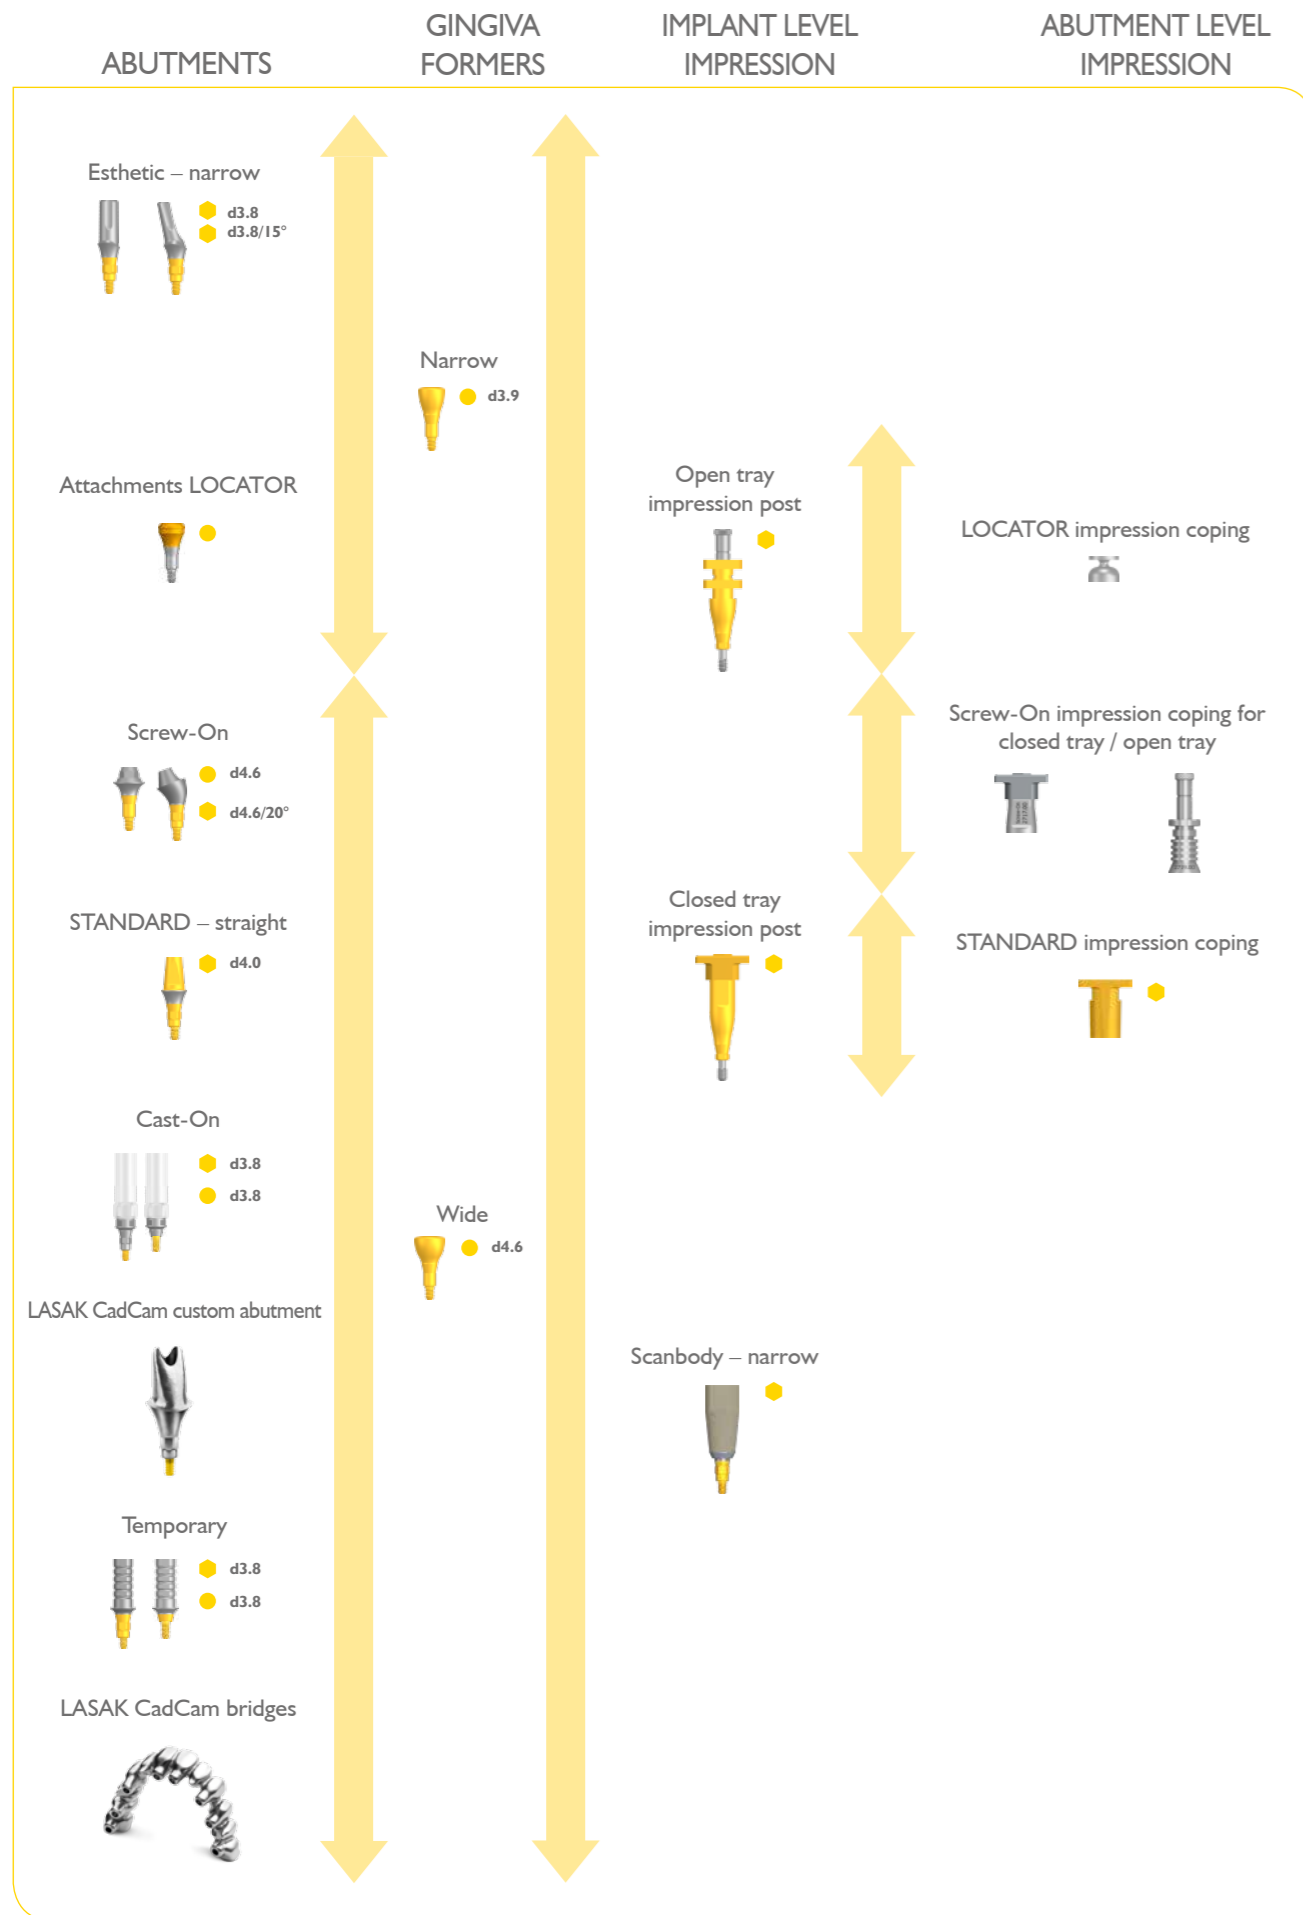 ABUTMENTS
GINGIVA
FORMERS
IMPLANT LEVEL
IMPRESSION
ABUTMENT LEVEL
IMPRESSION
Esthetic – narrow
d3.8
d3.8/15°
Narrow
d3.9
Attachments LOCATOR
Open tray
impression post
LOCATOR impression coping
Screw-On
d4.6
d4.6/20°
Screw-On impression coping for
closed tray / open tray
STANDARD – straight
d4.0
Closed tray
impression post
STANDARD impression coping
Cast-On
d3.8
d3.8
Wide
d4.6
LASAK CadCam custom abutment
Scanbody – narrow
Temporary
d3.8
d3.8
LASAK CadCam bridges